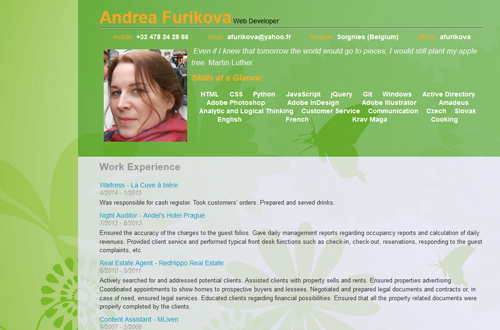 Andrea Furikova Web Developer
mobile: +32 478 24 28 66 email: afurikova@yahoo.fr location: Soignies (Belgium) github: afurikova
Even if I knew that tomorrow the world would go to pieces, I would still plant my apple
tree. Martin Luther.
Skills at a Glance:
HTML CSS Python JavaScript jQuery Git Windows Active Directory
Adobe Photoshop Adobe InDesign Adobe Illustrator Amadeus
Analytic and Logical Thinking Customer Service Communication Czech Slovak
English French Krav Maga Cooking
Work Experience
Waitress - La Cuve à bière
4/2014 - 1/2015
Was responsible for cash register. Took customers' orders. Prepared and served drinks.
Night Auditor - Andel's Hotel Prague
Ensured the accuracy of the charges to the guest folios. Gave daily management reports regarding occupancy reports and calculation of daily
revenues. Provided client service and performed typical front desk functions such as check-in, check-out, reservations, responding to the guest
complaints, etc.
Real Estate Agent - RedHippo Real Estate
6/2010 - 5/2011
Actively searched for and addressed potential clients. Assisted clients with property sells and rents. Ensured properties advertising.
Coordinated appointments to show homes to prospective buyers and lessees. Negotiated and prepared legal documents and contracts or, in
case of need, ensured legal services. Educated clients regarding financial possibilities. Ensured that all the property related documents were
properly completed by the clients.
Content Assistant - MLiven
9/2007 - 5/2008